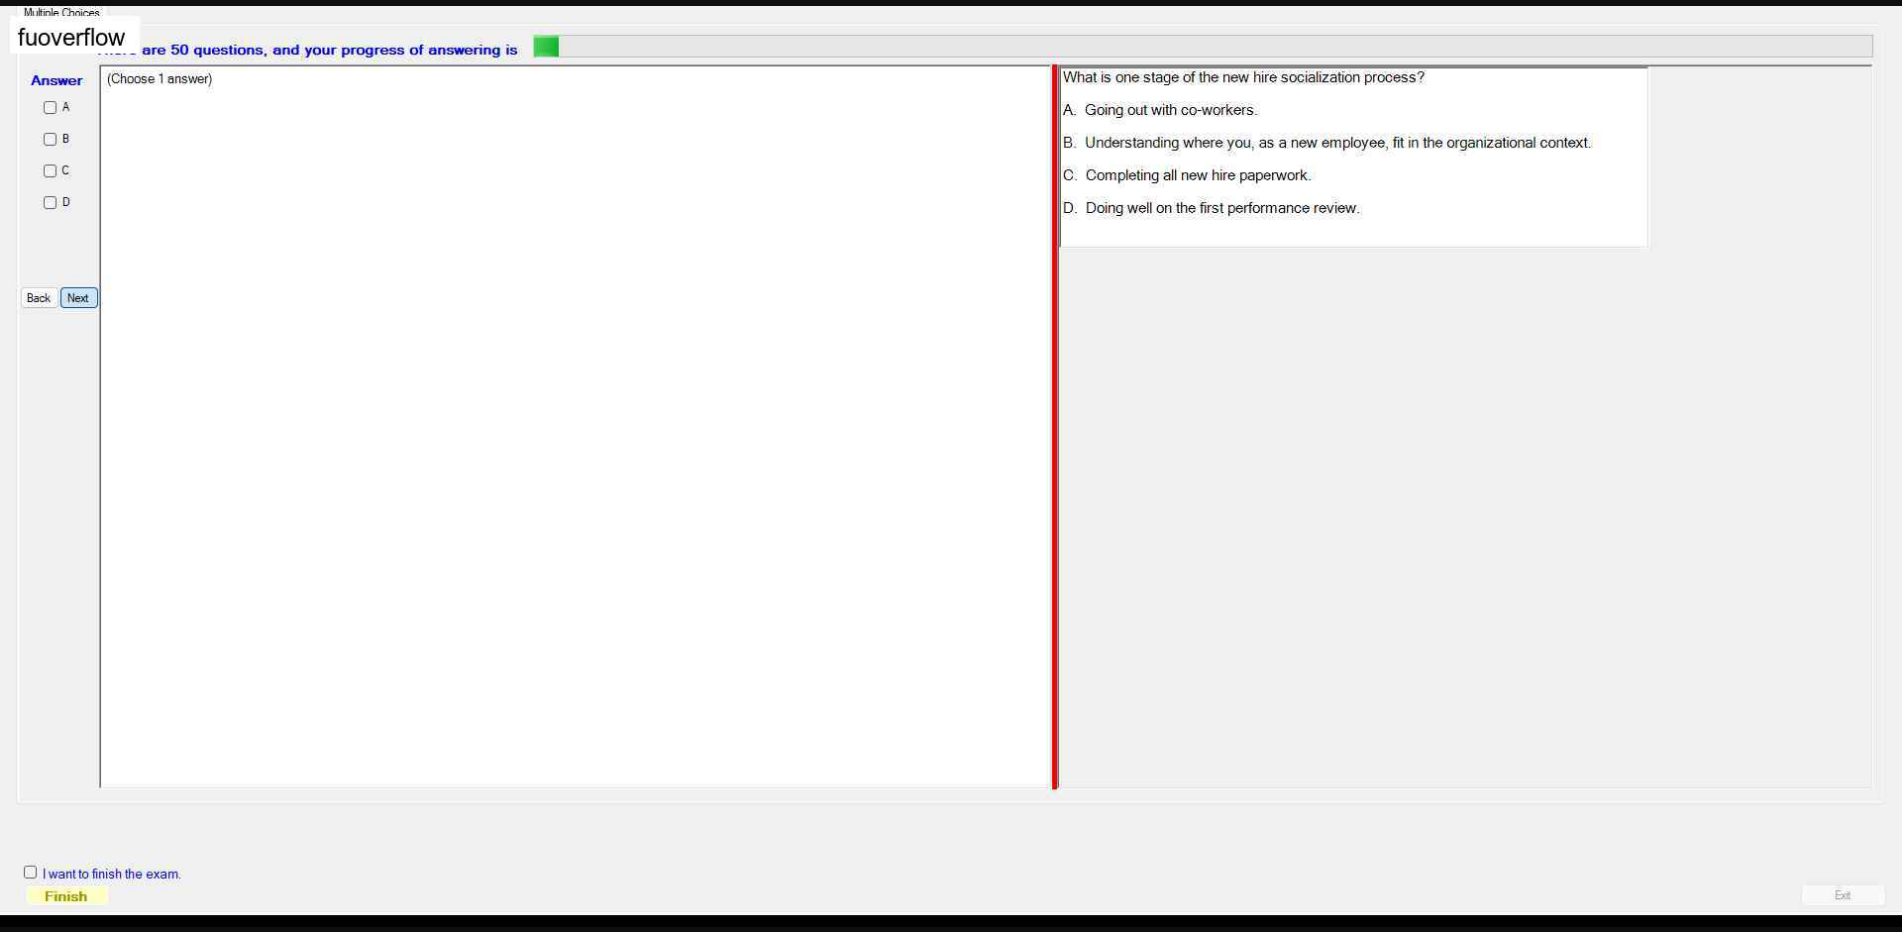 Multiple Choices
fuoverflow
are 50 questions, and your progress of answering is
Answer
(Choose 1 answer)
A
B
C
D
Back
Next
What is one stage of the new hire socialization process?
A. Going out with co-workers.
B. Understanding where you, as a new employee, fit in the organizational context.
C. Completing all new hire paperwork.
D. Doing well on the first performance review.
I want to finish the exam.
Finish
Exit